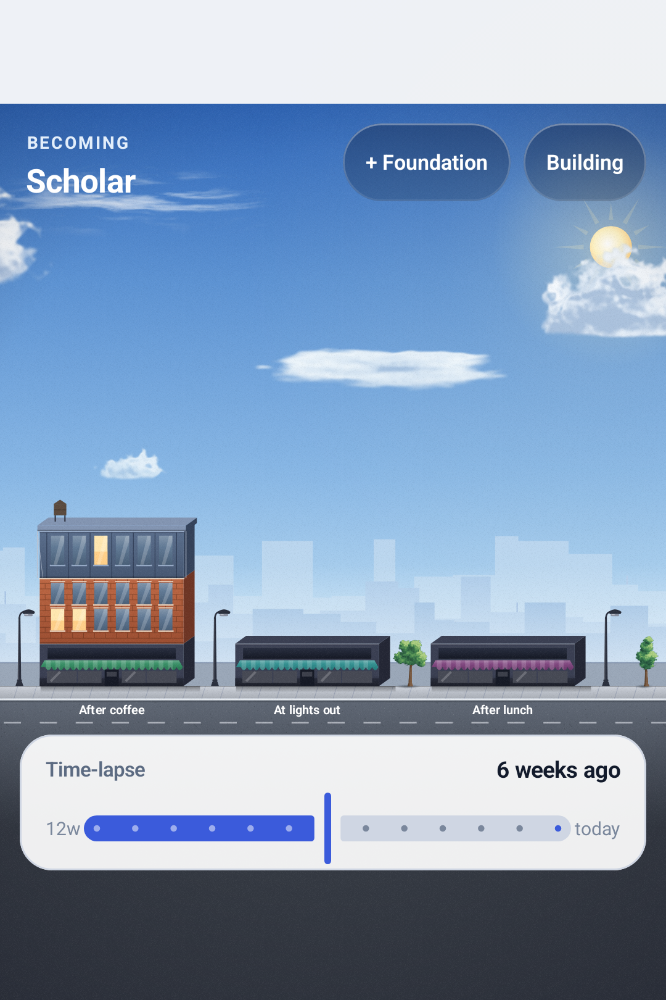 BECOMING
Scholar
+ Foundation
Building
After coffee
At lights out
After lunch
Time-lapse
6 weeks ago
12w
today